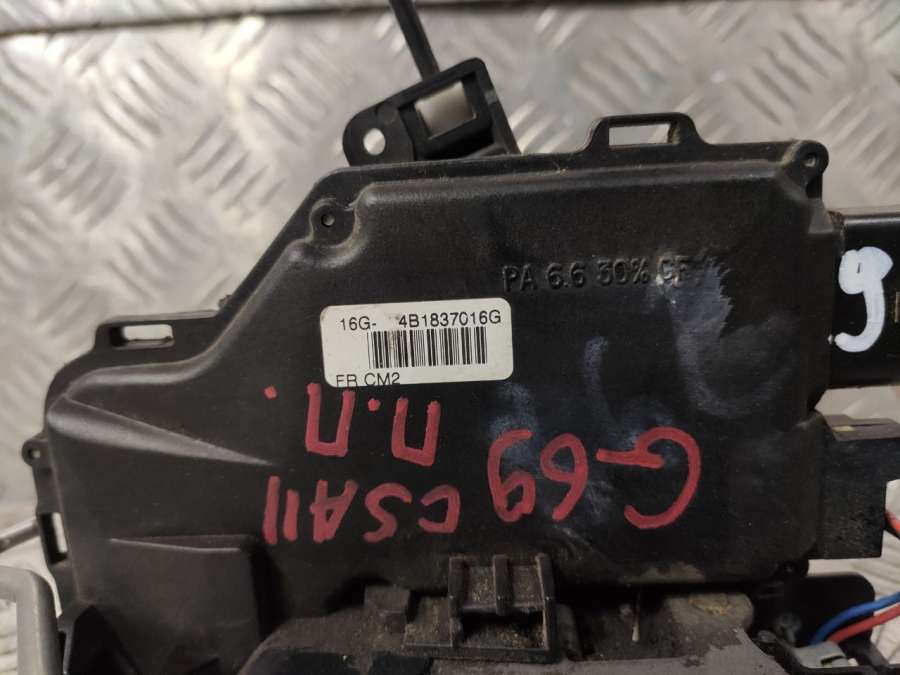 PA 6.6 30% GF
16G- 4B1837016G
FR CM2
П.П.
G-69 CSA11
9